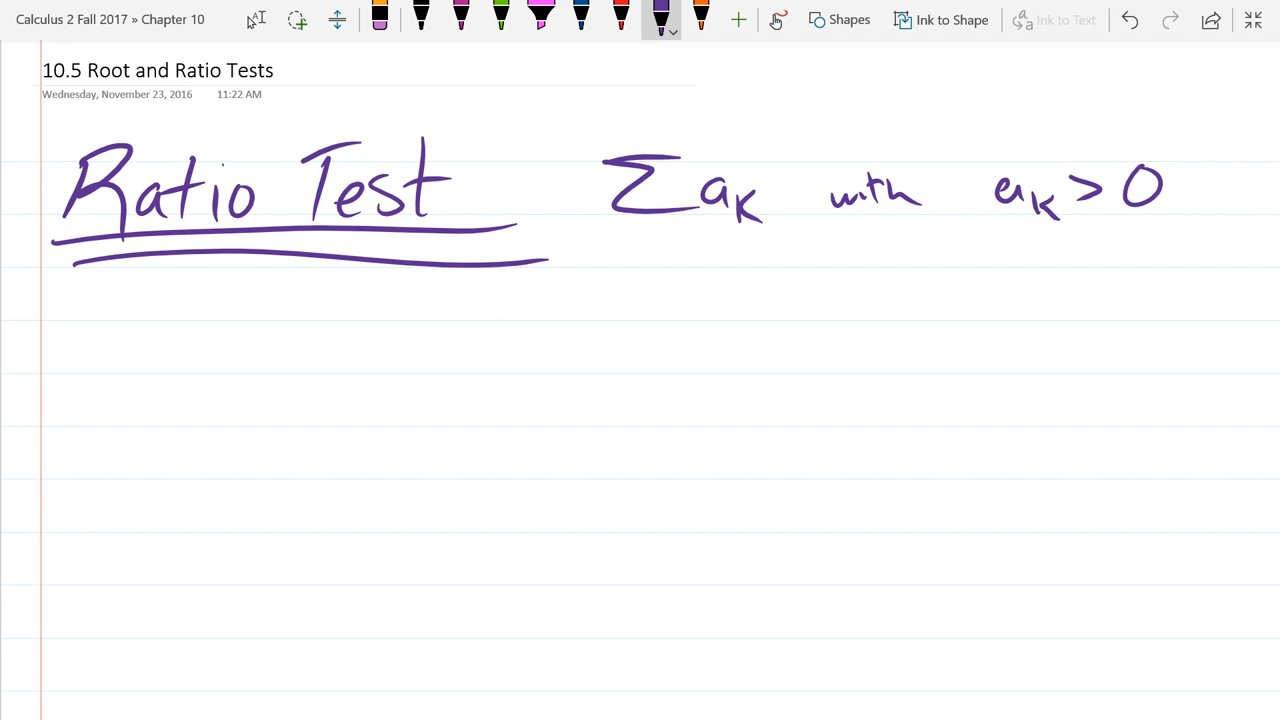 Calculus 2 Fall 2017 » Chapter 10
Shapes
Ink to Shape
Ink to Text
10.5 Root and Ratio Tests
Wednesday, November 23, 2016 11:22 AM
Ratio Test ∑ aₖ with aₖ > 0